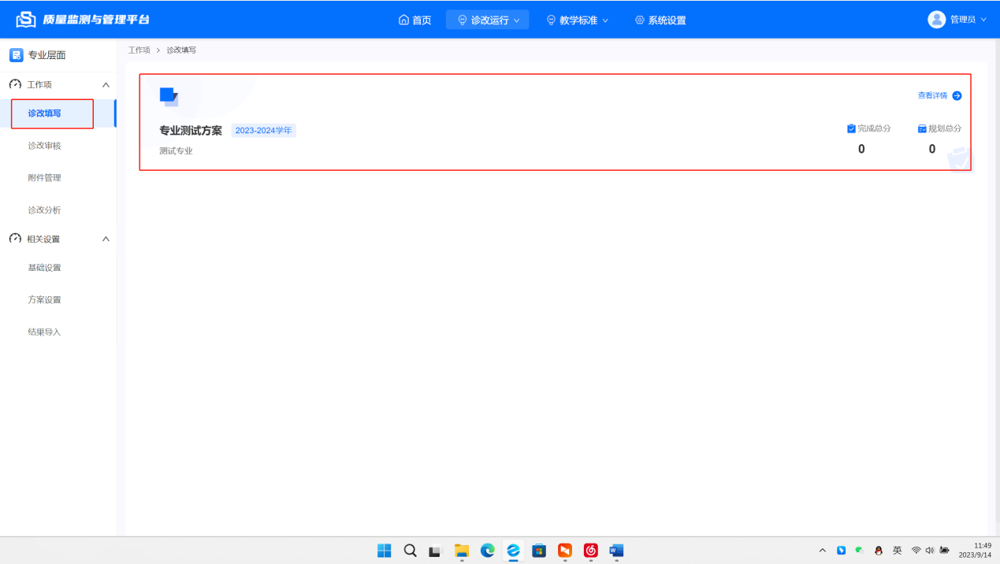 质量监测与管理平台
首页
诊改运行
教学标准
系统设置
管理员
专业层面
工作项
诊改填写
诊改审核
附件管理
诊改分析
相关设置
基础设置
方案设置
结果导入
工作项 > 诊改填写
查看详情
专业测试方案 2023-2024学年
测试专业
完成总分 规划总分
0 0
英
11:49
2023/9/14